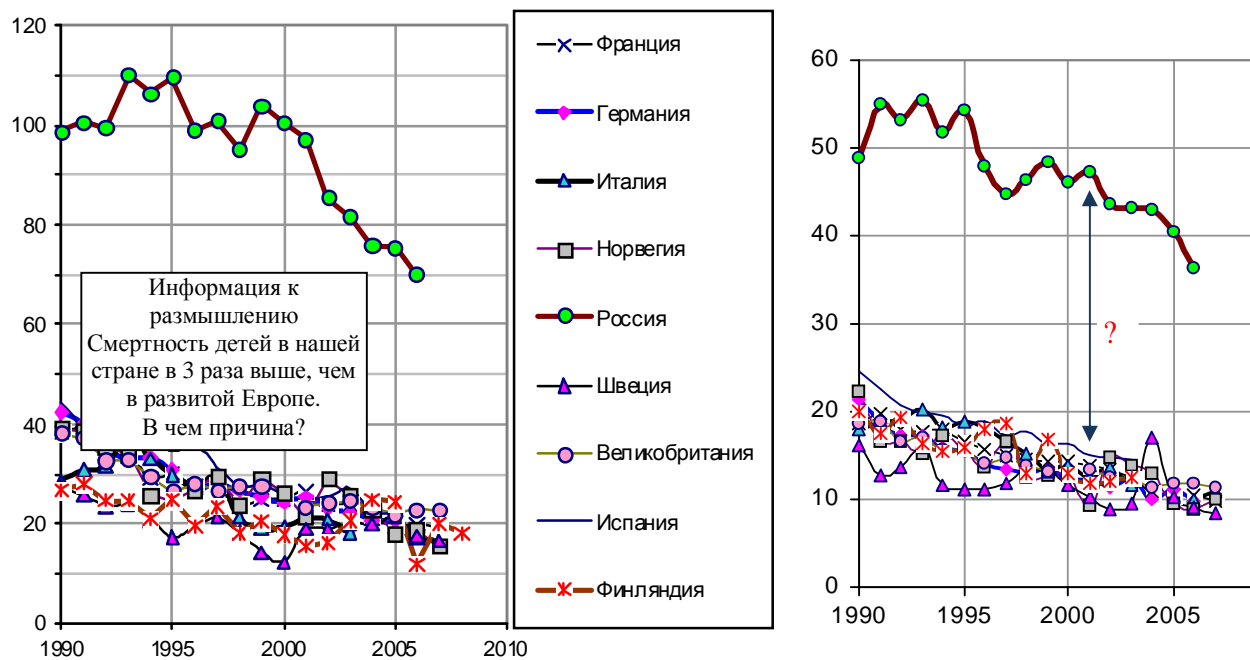 120
100
80
60
40
20
0
1990
1995
2000
2005
2010
Информация к
размышлению
Смертность детей в нашей
стране в 3 раза выше, чем
в развитой Европе.
В чем причина?
Франция
Германия
Италия
Норвегия
Россия
Швеция
Великобритания
Испания
Финляндия
60
50
40
30
20
10
0
1990
1995
2000
2005
?